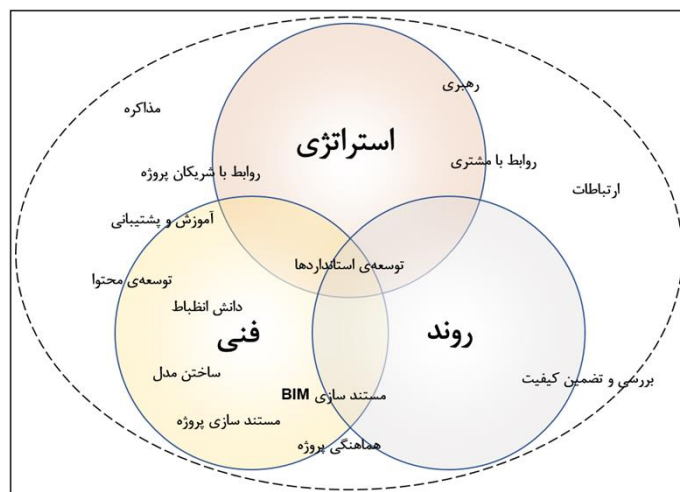 رهبری
مذاکره
استراتژی
روابط با مشتری
روابط با شریکان پروژه
ارتباطات
آموزش و پشتیبانی
توسعه‌ی استانداردها
توسعه‌ی محتوا
دانش انظباط
فنی
روند
ساختن مدل
بررسی و تضمین کیفیت
مستند سازی BIM
مستند سازی پروژه
هماهنگی پروژه